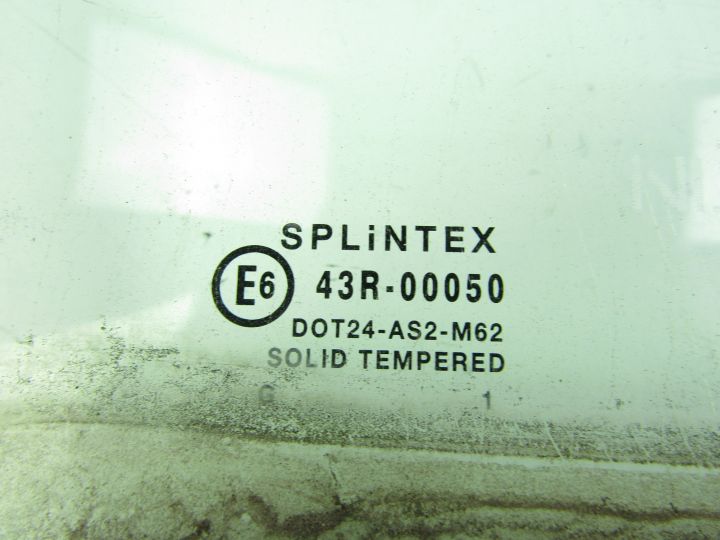 SPLiNTEX
E6 43R-00050
DOT24-AS2-M62
SOLID TEMPERED
G 1